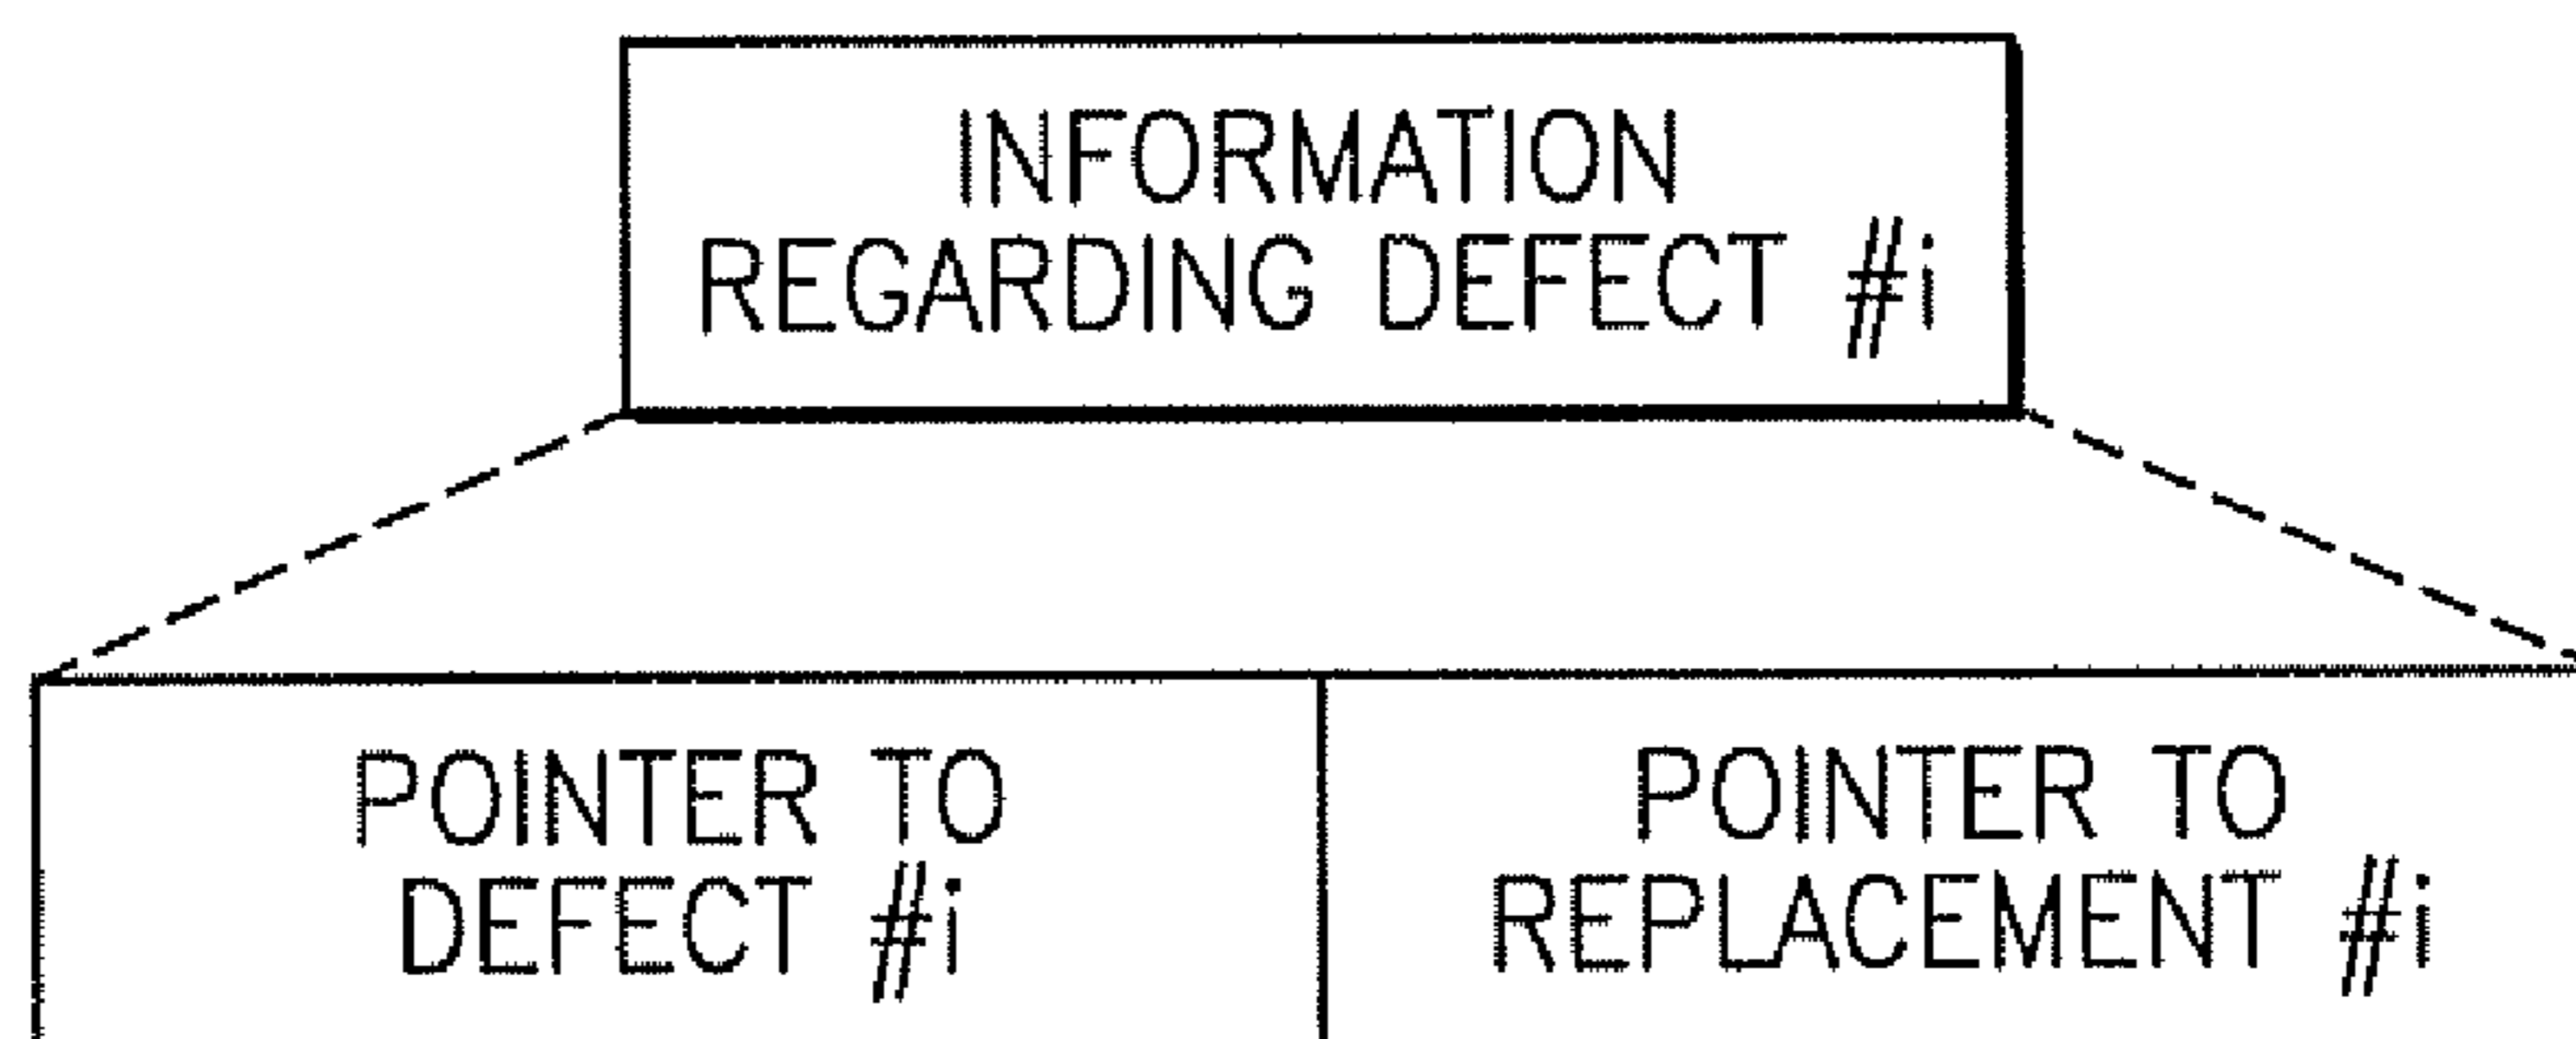 INFORMATION
REGARDING DEFECT #i
POINTER TO
DEFECT #i
POINTER TO
REPLACEMENT #i